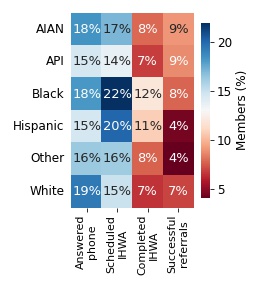 AIAN 18% 17% 8% 9%
API 15% 14% 7% 9%
Black 18% 22% 12% 8%
Hispanic 15% 20% 11% 4%
Other 16% 16% 8% 4%
White 19% 15% 7% 7%
Answered
phone
Scheduled
IHWA
Completed
IHWA
Successful
referrals
20
15
10
5
Members (%)